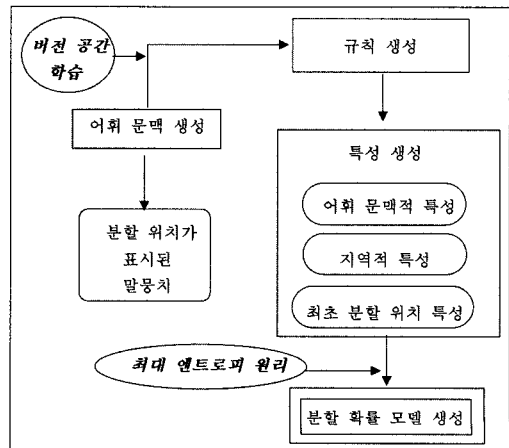 버전 공간
학습
규칙 생성
어휘 문맥 생성
특성 생성
어휘 문맥적 특성
분할 위치가
표시된
말뭉치
지역적 특성
최초 분할 위치 특성
최대 엔트로피 원리
분할 확률 모델 생성